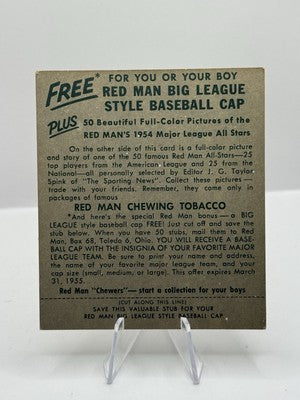 FREE*
FOR YOU OR YOUR BOY
RED MAN BIG LEAGUE
STYLE BASEBALL CAP
PLUS
50 Beautiful Full-Color Pictures of the
RED MAN'S 1954 Major League All Stars
On the other side of this card is a full-color picture
and story of one of the 50 famous Red Man All-Stars—25
top players from the American League and 25 from the
National—all personally selected by Editor J. G. Taylor
Spink of "The Sporting News". Collect these pictures—
trade with your friends. Remember, they come only in
packages of famous
RED MAN CHEWING TOBACCO
*And here's the special Red Man bonus—a BIG
LEAGUE style baseball cap FREE! Just cut off and save the
stub below. When you have 50 stubs, mail them to Red
Man, Box 68, Toledo 6, Ohio. YOU WILL RECEIVE A BASE-
BALL CAP WITH THE INSIGNIA OF YOUR FAVORITE MAJOR
LEAGUE TEAM. Be sure to print your name and address,
the name of your favorite major league team, and your
cap size (small, medium, or large). This offer expires March
31, 1955.
Red Man "Chewers"—start a collection for your boys
(CUT ALONG THIS LINE)
SAVE THIS VALUABLE STUB FOR YOUR
RED MAN BIG LEAGUE STYLE BASEBALL CAP